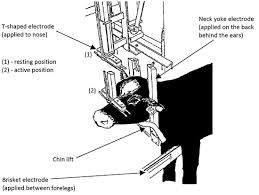 T-shaped electrode
(applied to nose)
(1) - resting position
(2) - active position
Neck yoke electrode
(applied on the back
behind the ears)
(1)
(2)
Chin lift
Brisket electrode
(applied between forelegs)